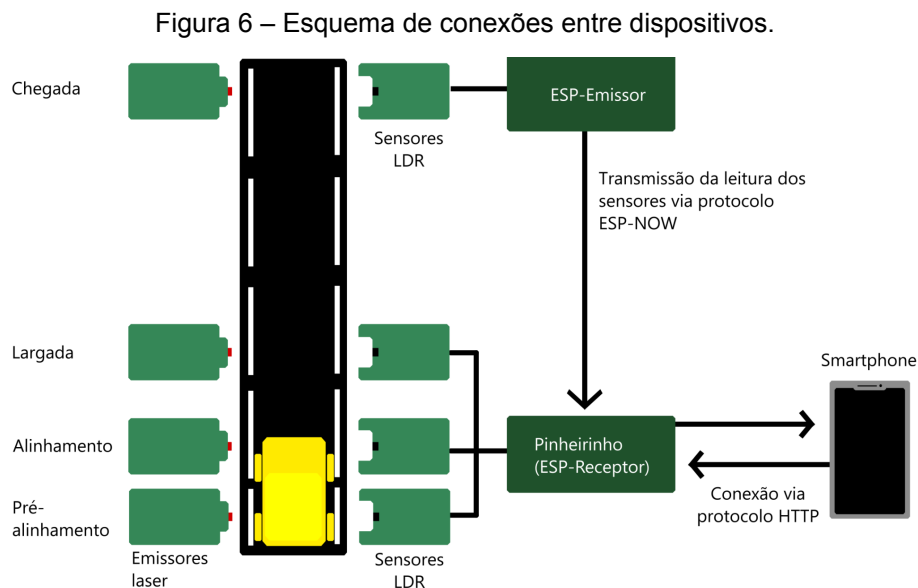 Figura 6 – Esquema de conexões entre dispositivos.
Chegada
Sensores
LDR
ESP-Emissor
Transmissão da leitura dos
sensores via protocolo
ESP-NOW
Largada
Smartphone
Alinhamento
Pinheirinho
(ESP-Receptor)
Pré-
alinhamento
Conexão via
protocolo HTTP
Emissores
laser
Sensores
LDR